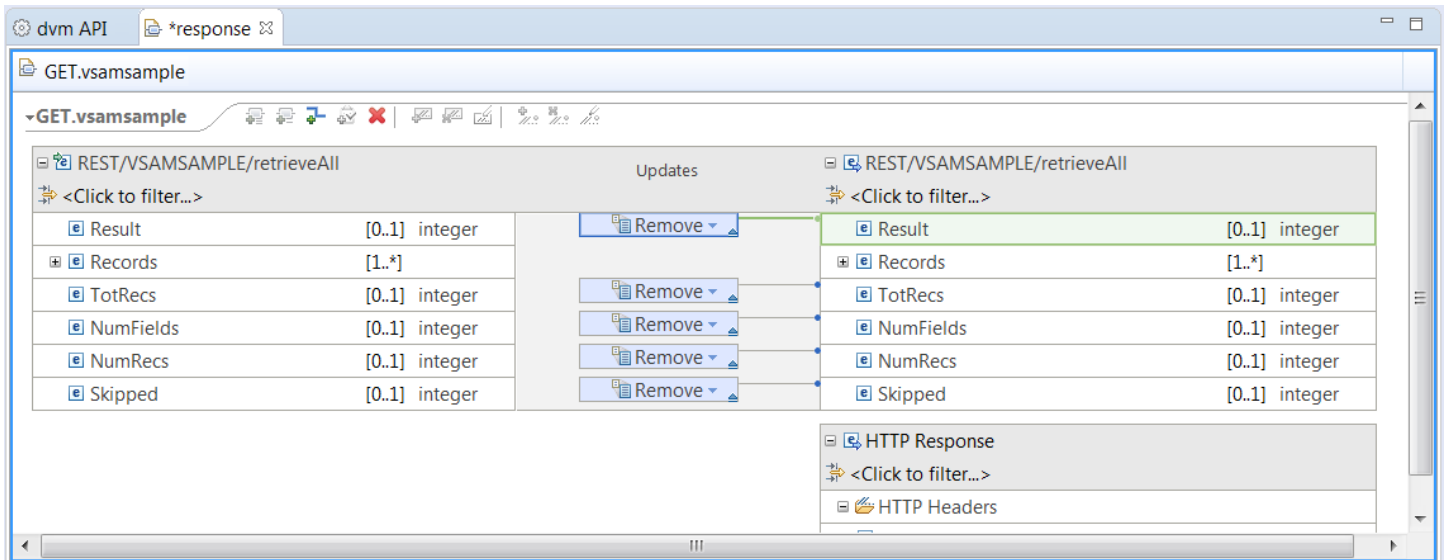 dvm API *response
GET.vsamsample
GET.vsamsample
REST/VSAMSAMPLE/retrieveAll Updates REST/VSAMSAMPLE/retrieveAll
<Click to filter...> <Click to filter...>
Result [0..1] integer Remove Result [0..1] integer
Records [1..*] Records [1..*]
TotRecs [0..1] integer Remove TotRecs [0..1] integer
NumFields [0..1] integer Remove NumFields [0..1] integer
NumRecs [0..1] integer Remove NumRecs [0..1] integer
Skipped [0..1] integer Remove Skipped [0..1] integer
HTTP Response
<Click to filter...>
HTTP Headers